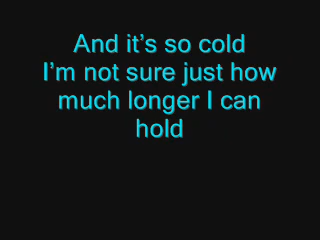 And it’s so cold
I’m not sure just how
much longer I can
hold